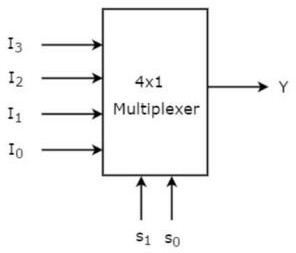 I₃
I₂
I₁
I₀
4x1
Multiplexer
Y
s₁ s₀